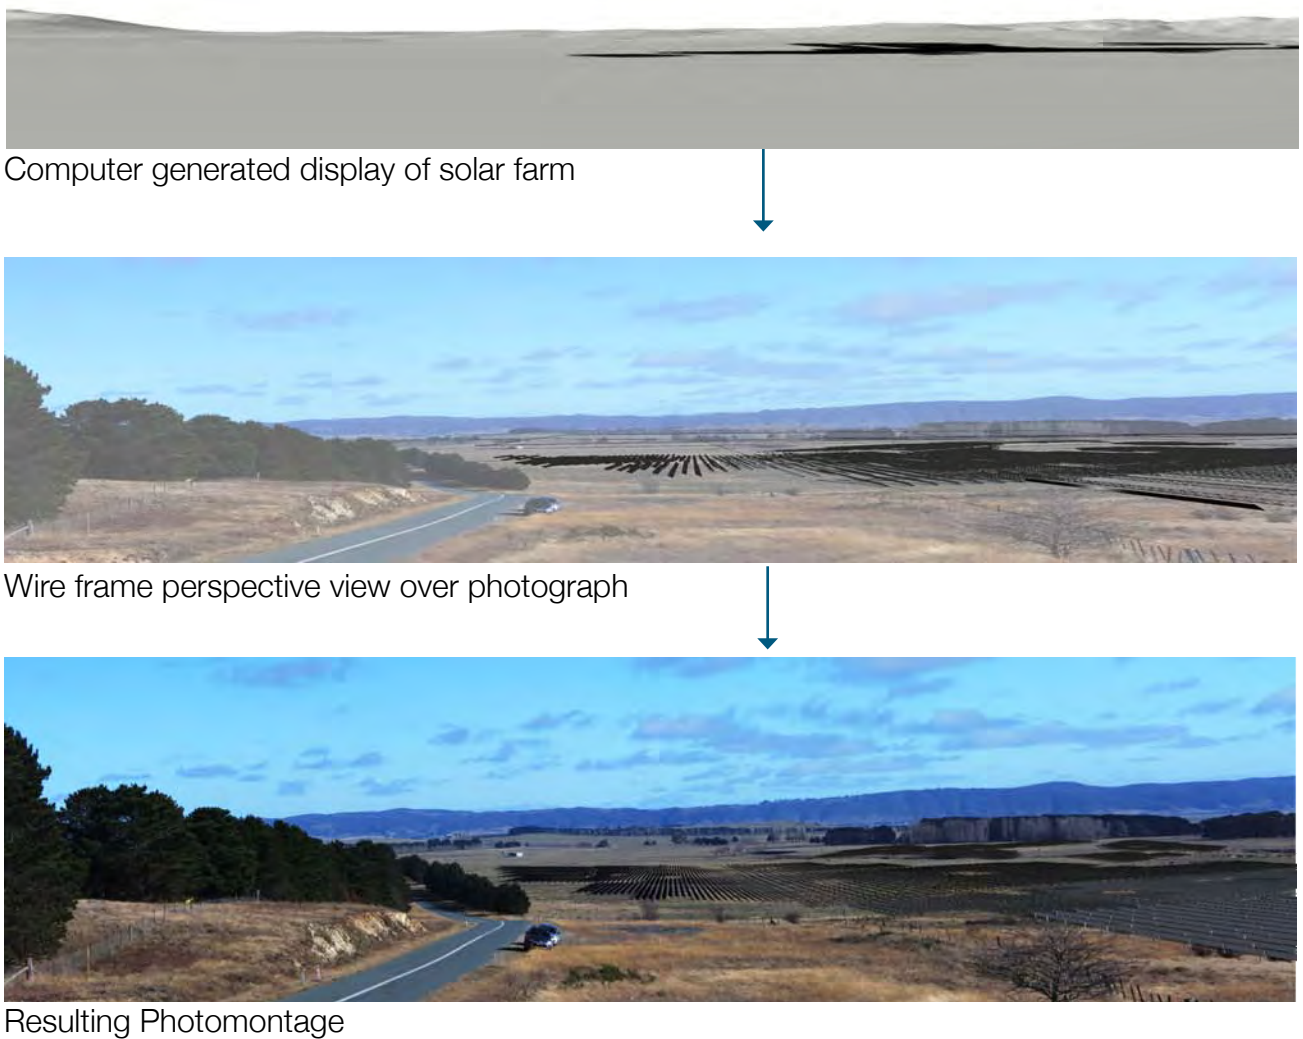 Computer generated display of solar farm
Wire frame perspective view over photograph
Resulting Photomontage